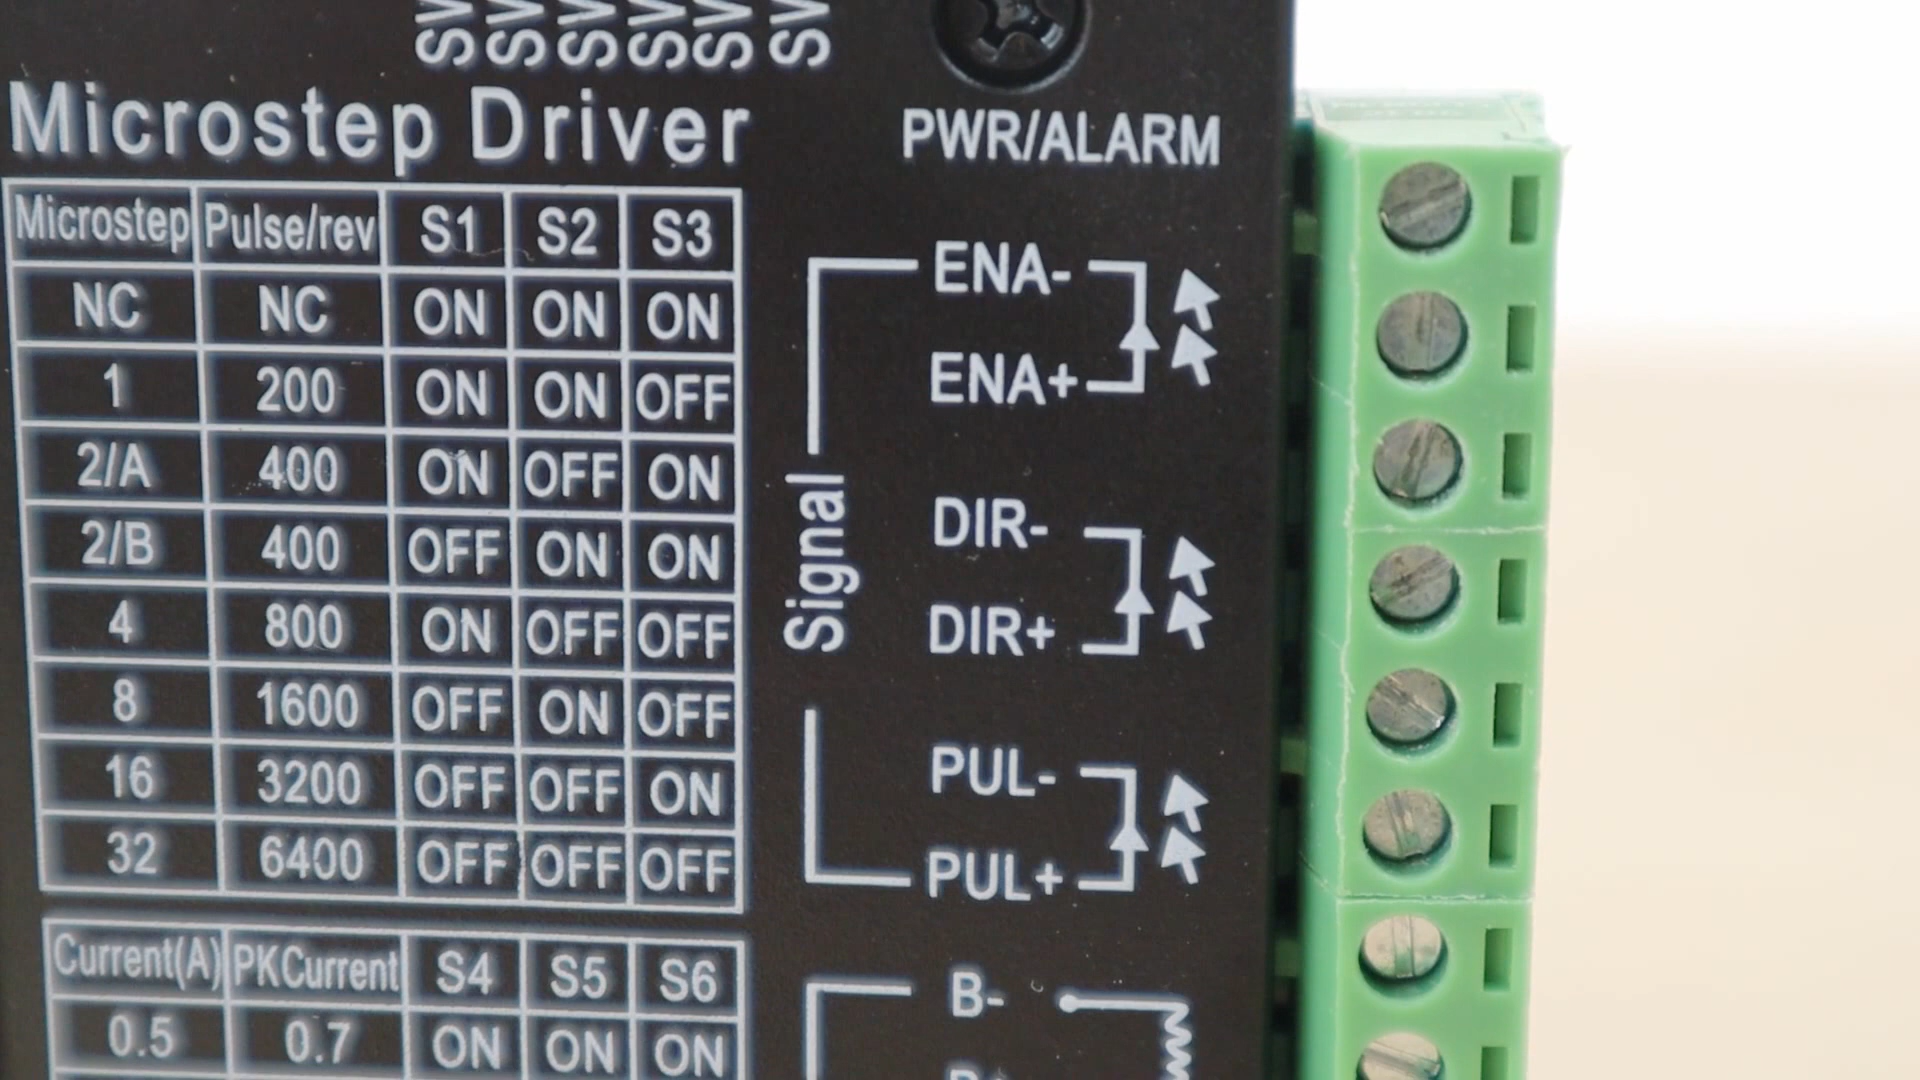 SW SW SW SW SW SW
Microstep Driver
PWR/ALARM
Microstep Pulse/rev S1 S2 S3
NC NC ON ON ON
1 200 ON ON OFF
2/A 400 ON OFF ON
2/B 400 OFF ON ON
4 800 ON OFF OFF
8 1600 OFF ON OFF
16 3200 OFF OFF ON
32 6400 OFF OFF OFF
Current(A) PKCurrent S4 S5 S6
0.5 0.7 ON ON ON
Signal
ENA-
ENA+
DIR-
DIR+
PUL-
PUL+
B-